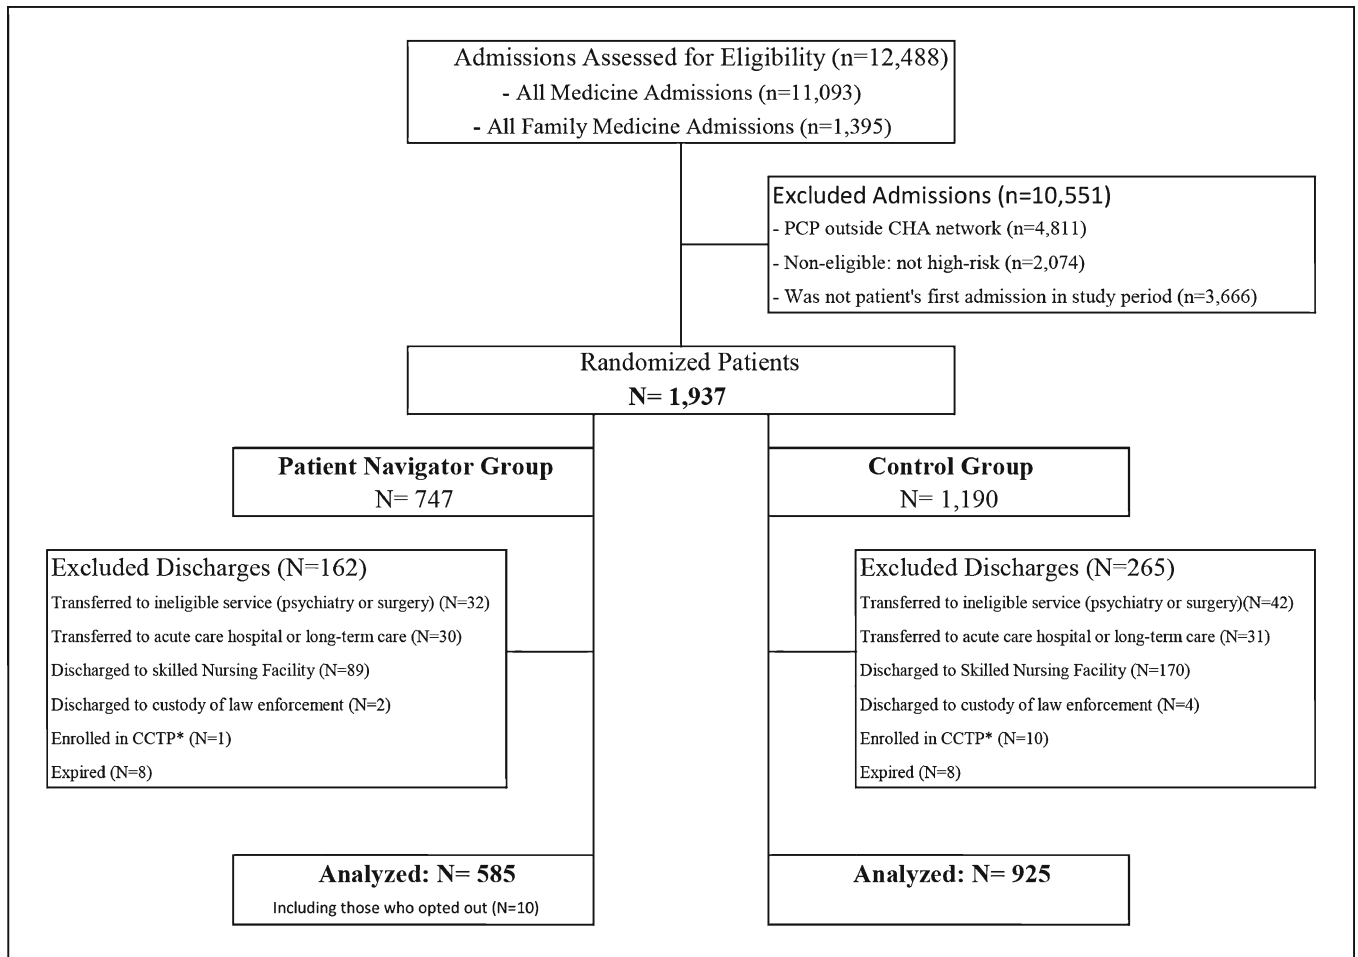 Admissions Assessed for Eligibility (n=12,488)
- All Medicine Admissions (n=11,093)
- All Family Medicine Admissions (n=1,395)
Excluded Admissions (n=10,551)
- PCP outside CHA network (n=4,811)
- Non-eligible: not high-risk (n=2,074)
- Was not patient's first admission in study period (n=3,666)
Randomized Patients
N= 1,937
Patient Navigator Group
N= 747
Control Group
N= 1,190
Excluded Discharges (N=162)
Transferred to ineligible service (psychiatry or surgery) (N=32)
Transferred to acute care hospital or long-term care (N=30)
Discharged to skilled Nursing Facility (N=89)
Discharged to custody of law enforcement (N=2)
Enrolled in CCTP* (N=1)
Expired (N=8)
Excluded Discharges (N=265)
Transferred to ineligible service (psychiatry or surgery)(N=42)
Transferred to acute care hospital or long-term care (N=31)
Discharged to Skilled Nursing Facility (N=170)
Discharged to custody of law enforcement (N=4)
Enrolled in CCTP* (N=10)
Expired (N=8)
Analyzed: N= 585
Including those who opted out (N=10)
Analyzed: N= 925